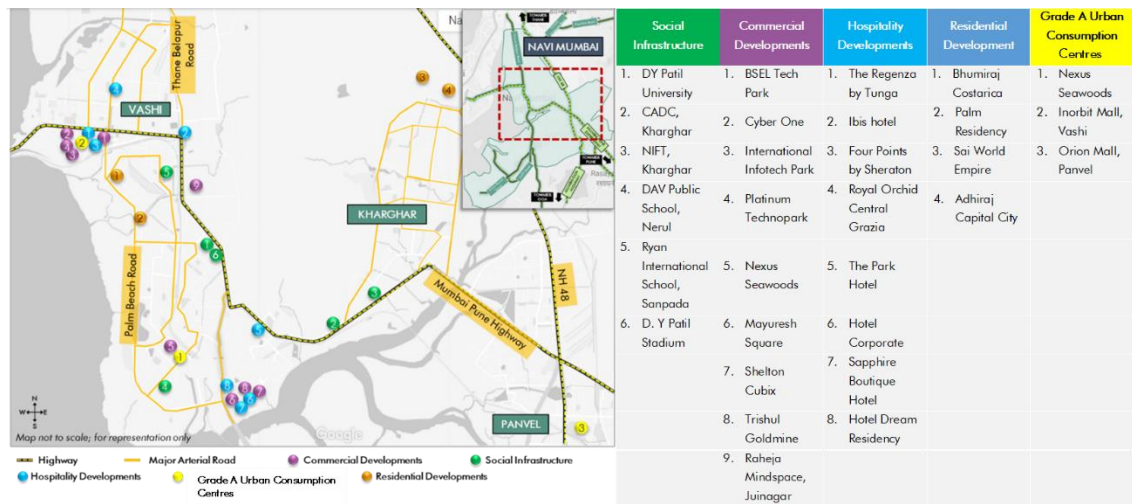 Na
Thane Belapur
Road
VASHI
KHARGHAR
Palm Beach Road
Mumbai Pune Highway
NH 48
PANVEL
NAVI MUMBAI
N
W E
S
Map not to scale; for representation only
Google
Highway
Major Arterial Road
Commercial Developments
Social Infrastructure
Hospitality Developments
Grade A Urban Consumption
Centres
Residential Developments
Social
Infrastructure
1. DY Patil
University
2. CADC,
Kharghar
3. NIFT,
Kharghar
4. DAV Public
School,
Nerul
5. Ryan
International
School,
Sanpada
6. D. Y Patil
Stadium
Commercial
Developments
1. BSEL Tech
Park
2. Cyber One
3. International
Infotech Park
4. Platinum
Technopark
5. Nexus
Seawoods
6. Mayuresh
Square
7. Shelton
Cubix
8. Trishul
Goldmine
9. Raheja
Mindspace,
Juinagar
Hospitality
Developments
1. The Regenza
by Tunga
2. Ibis hotel
3. Four Points
by Sheraton
4. Royal Orchid
Central
Grazia
5. The Park
Hotel
6. Hotel
Corporate
7. Sapphire
Boutique
Hotel
8. Hotel Dream
Residency
Residential
Development
1. Bhumiraj
Costarica
2. Palm
Residency
3. Sai World
Empire
4. Adhiraj
Capital City
Grade A Urban
Consumption
Centres
1. Nexus
Seawoods
2. Inorbit Mall,
Vashi
3. Orion Mall,
Panvel